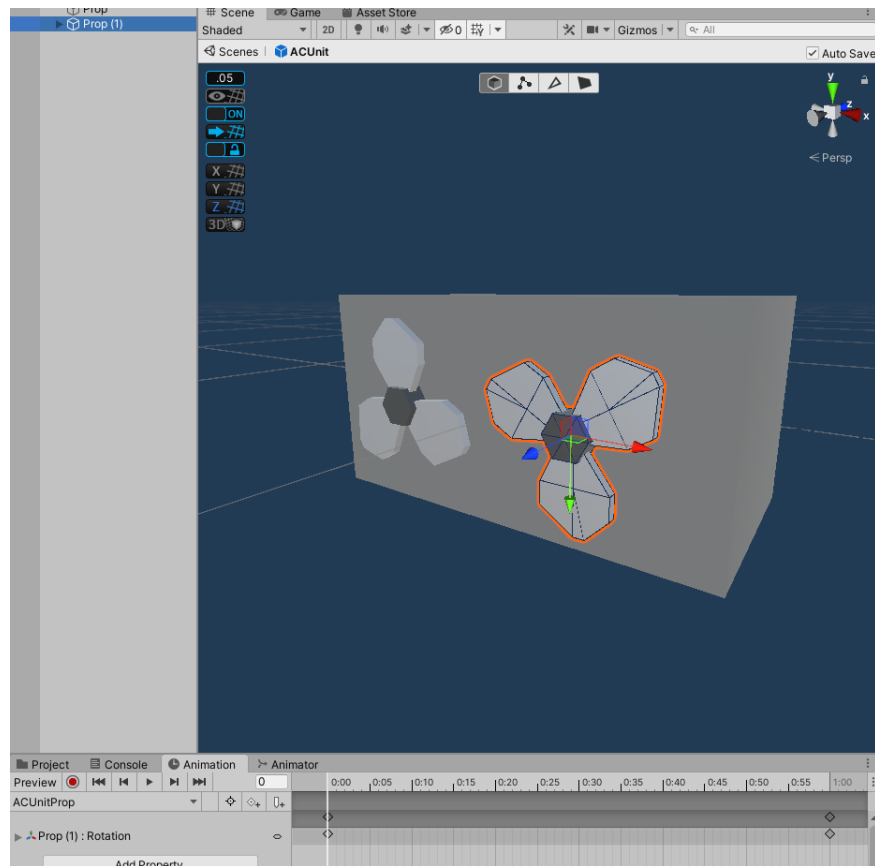 Prop
Prop (1)
Scene Game Asset Store
Shaded 2D 0 Gizmos All
Scenes ACUnit Auto Save
.05
ON
X
Y
Z
3D
y
z
x
Persp
Project Console Animation Animator
Preview 0 0:00 0:05 0:10 0:15 0:20 0:25 0:30 0:35 0:40 0:45 0:50 0:55 1:00
ACUnitProp
Prop (1) : Rotation
Add Property